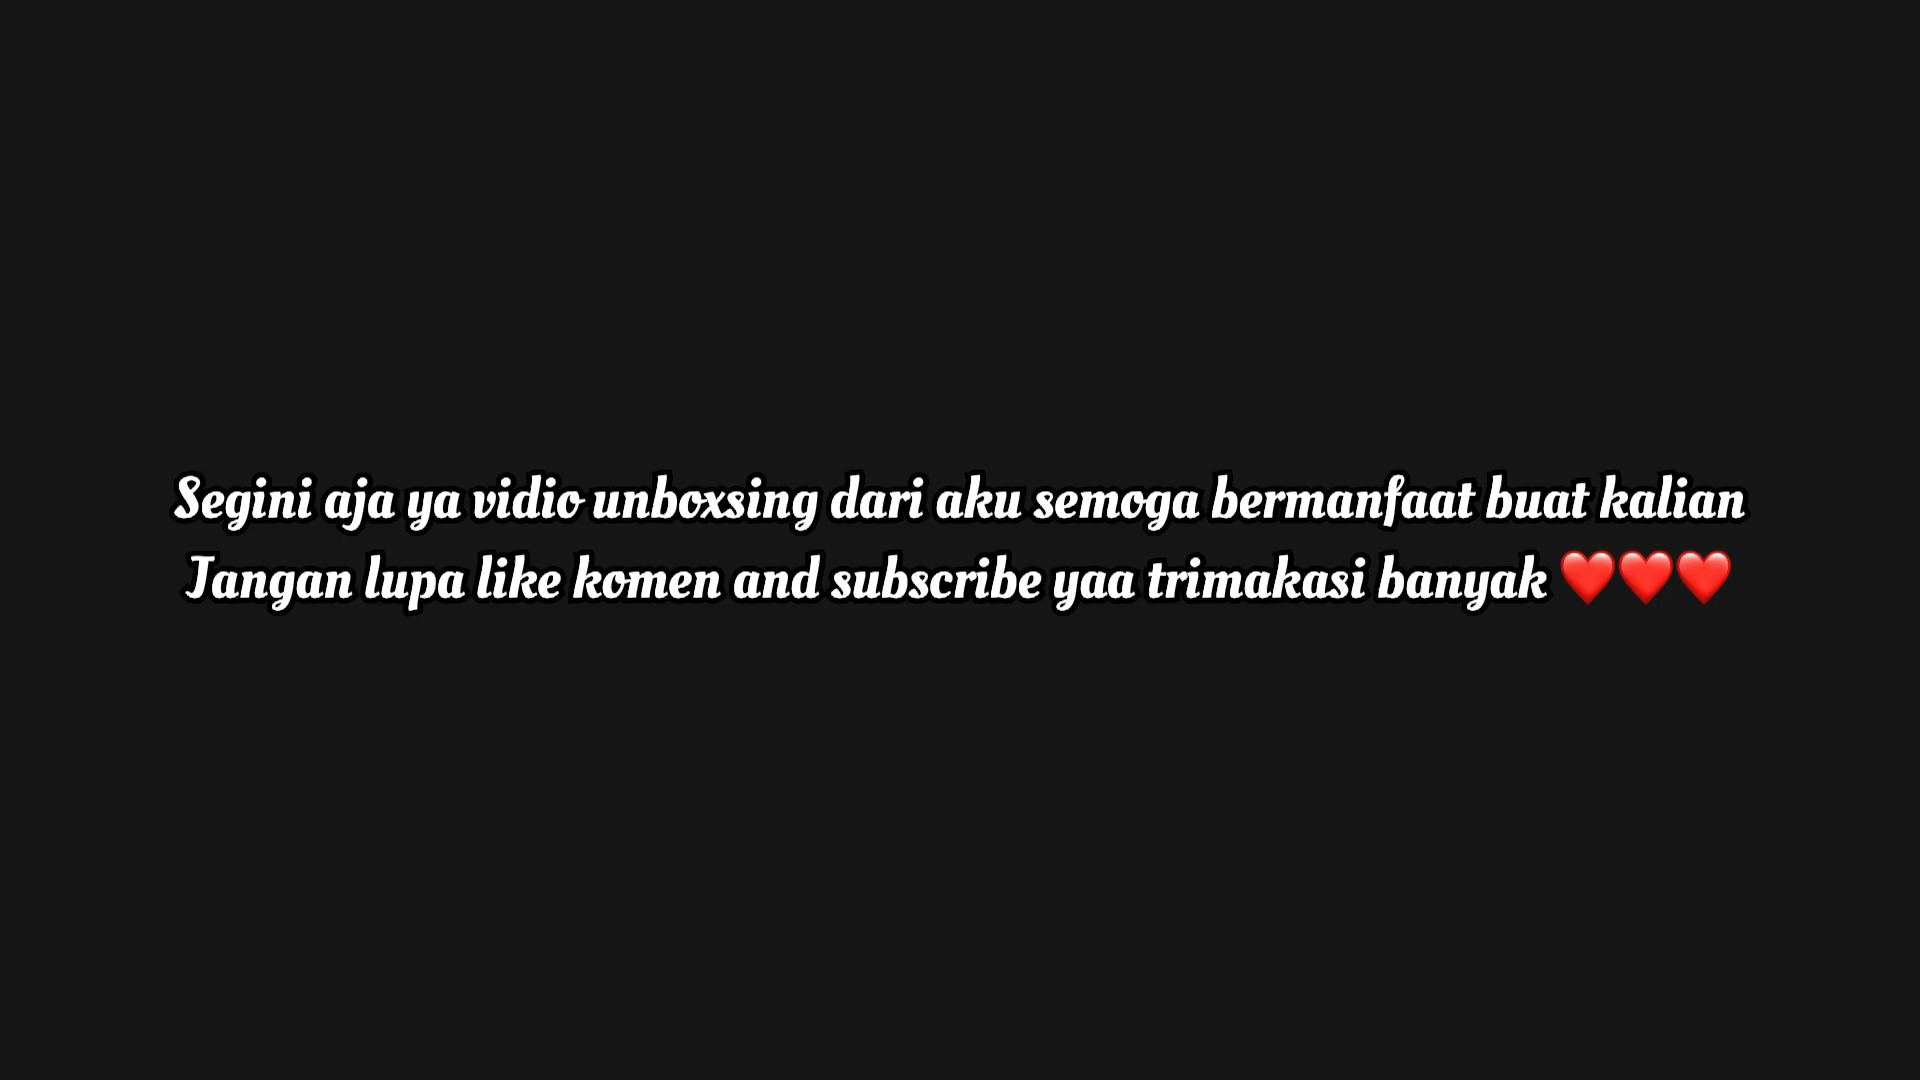 Segini aja ya vidio unboxsing dari aku semoga bermanfaat buat kalian
Jangan lupa like komen and subscribe yaa trimakasi banyak ❤️❤️❤️